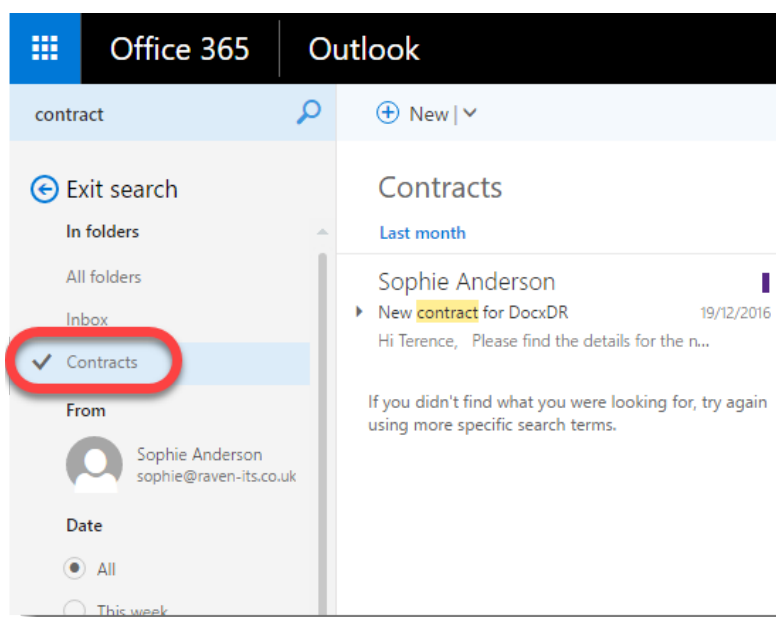 Office 365 Outlook
contract
New
Exit search
In folders
All folders
Inbox
Contracts
From
Sophie Anderson
sophie@raven-its.co.uk
Date
All
This week
Contracts
Last month
Sophie Anderson
New contract for DocxDR 19/12/2016
Hi Terence, Please find the details for the n...
If you didn't find what you were looking for, try again
using more specific search terms.